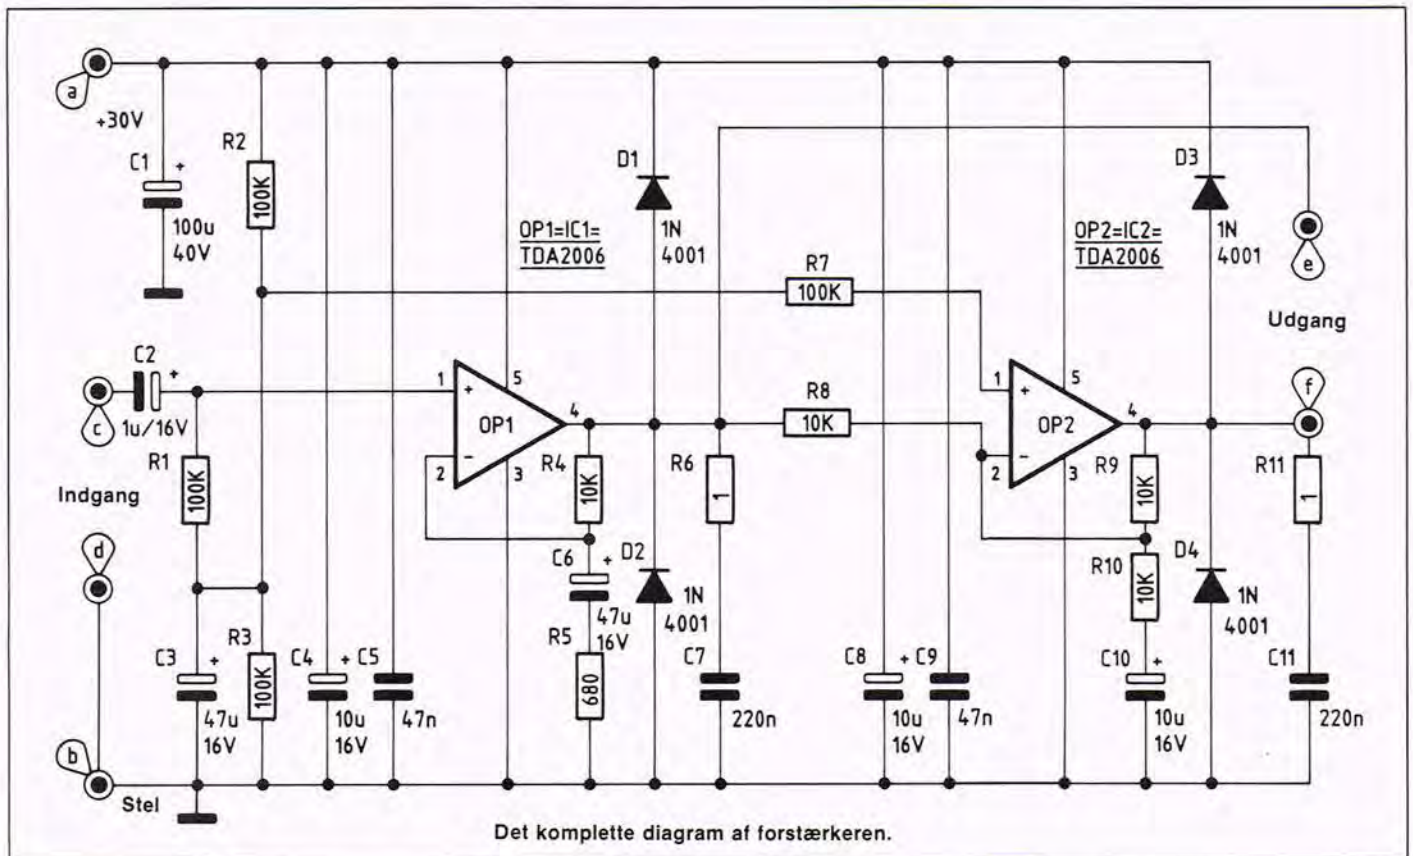 a
+30V
C1
+
100u
40V
R2
100K
D1
1N
4001
OP1=IC1=
TDA2006
D3
1N
4001
OP2=IC2=
TDA2006
e
R7
100K
Udgang
C2
+
1u/16V
c
R1
100K
Indgang
d
1
+
5
OP1
4
2
−
3
R4
10K
R6
1
R8
10K
1
+
5
OP2
4
2
−
3
f
R9
10K
R11
1
C6
+
47u
16V
D2
1N
4001
R5
680
R10
10K
D4
1N
4001
C3
+
47u
16V
R3
100K
C4
+
10u
16V
C5
47n
C7
220n
C8
+
10u
16V
C9
47n
C10
+
10u
16V
C11
220n
b
Stel
Det komplette diagram af forstærkeren.